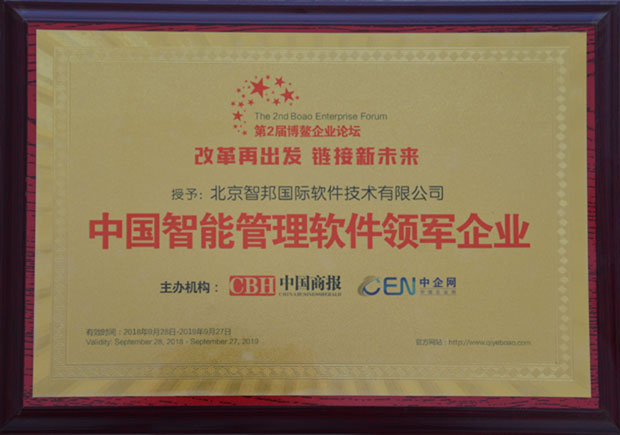 The 2nd Boao Enterprise Forum
第2届博鳌企业论坛
改革再出发 链接新未来
授予：北京智邦国际软件技术有限公司
中国智能管理软件领军企业
主办机构： CBH 中国商报 CHINA BUSINESS HERALD CEN 中企网
有效时间：2018年9月28日-2019年9月27日
Validity: September 28, 2018 - September 27, 2019
官方网站：http://www.qiyeboao.com